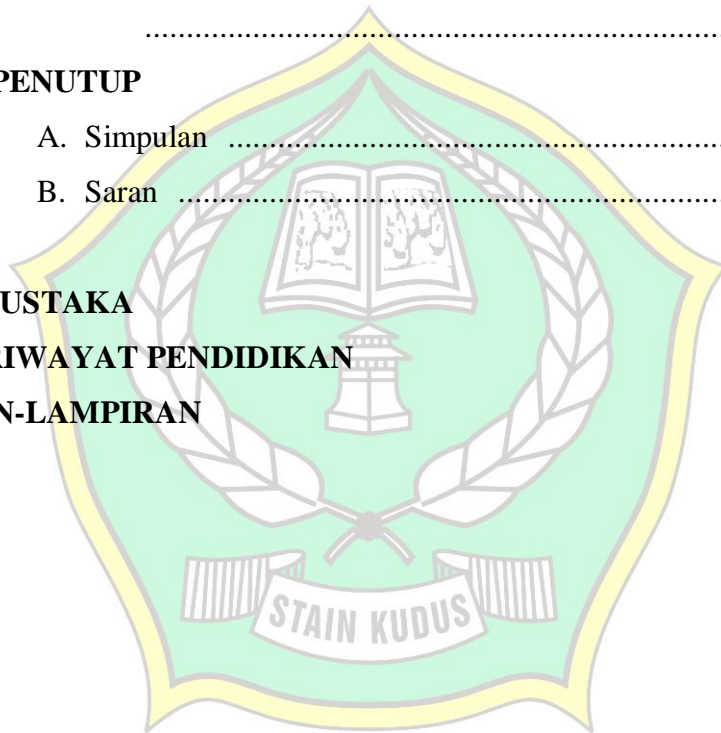 ................................................................................
PENUTUP
A. Simpulan ..............................................................
B. Saran ....................................................................
USTAKA
RIWAYAT PENDIDIKAN
N-LAMPIRAN
STAIN KUDUS